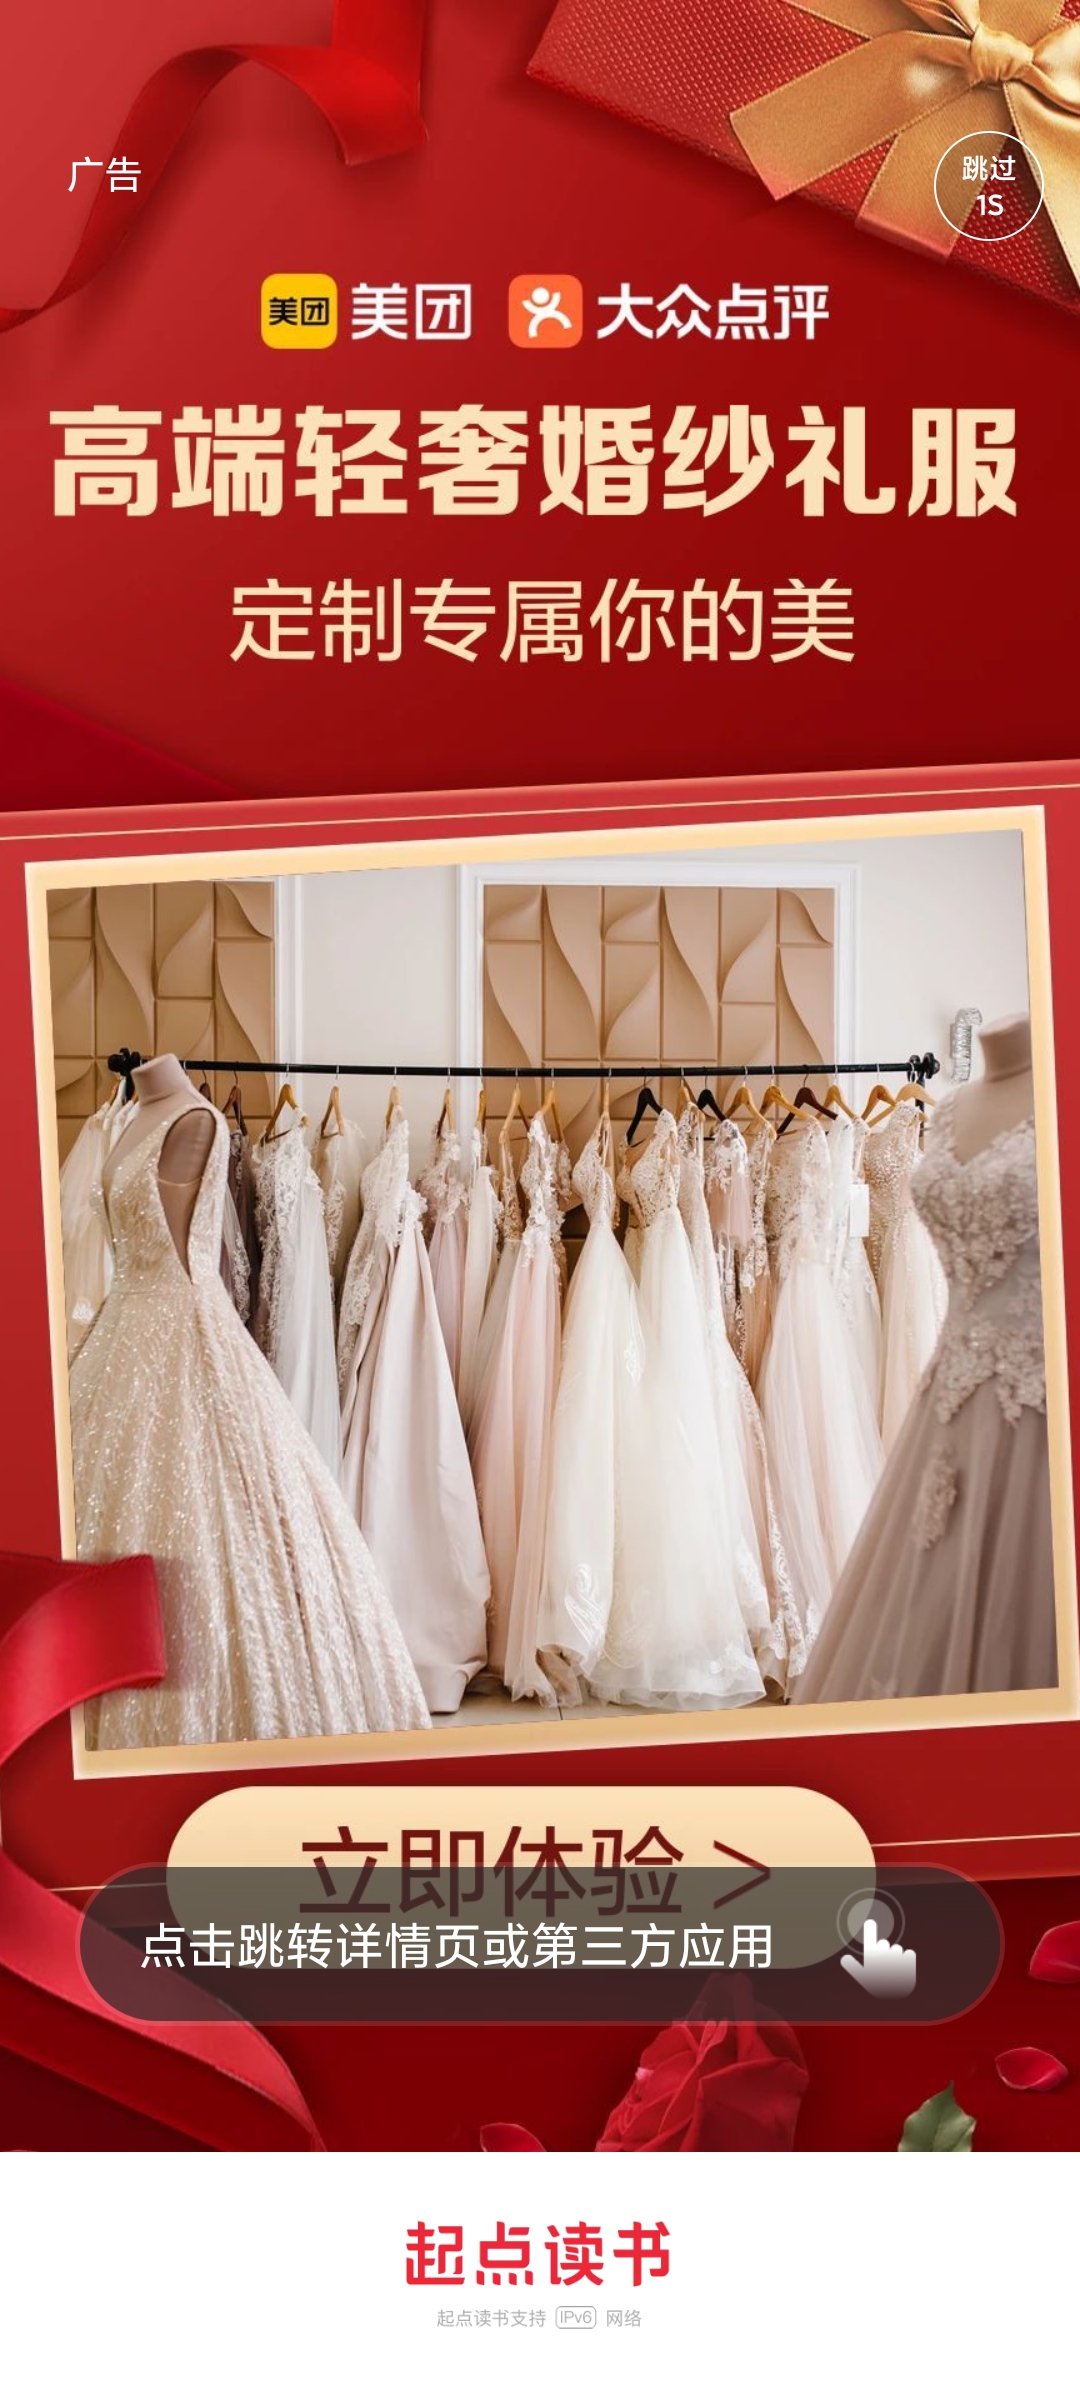 广告
跳过
1S
美团 美团 大众点评
高端轻奢婚纱礼服
定制专属你的美
立即体验 >
点击跳转详情页或第三方应用
起点读书
起点读书支持 IPv6 网络